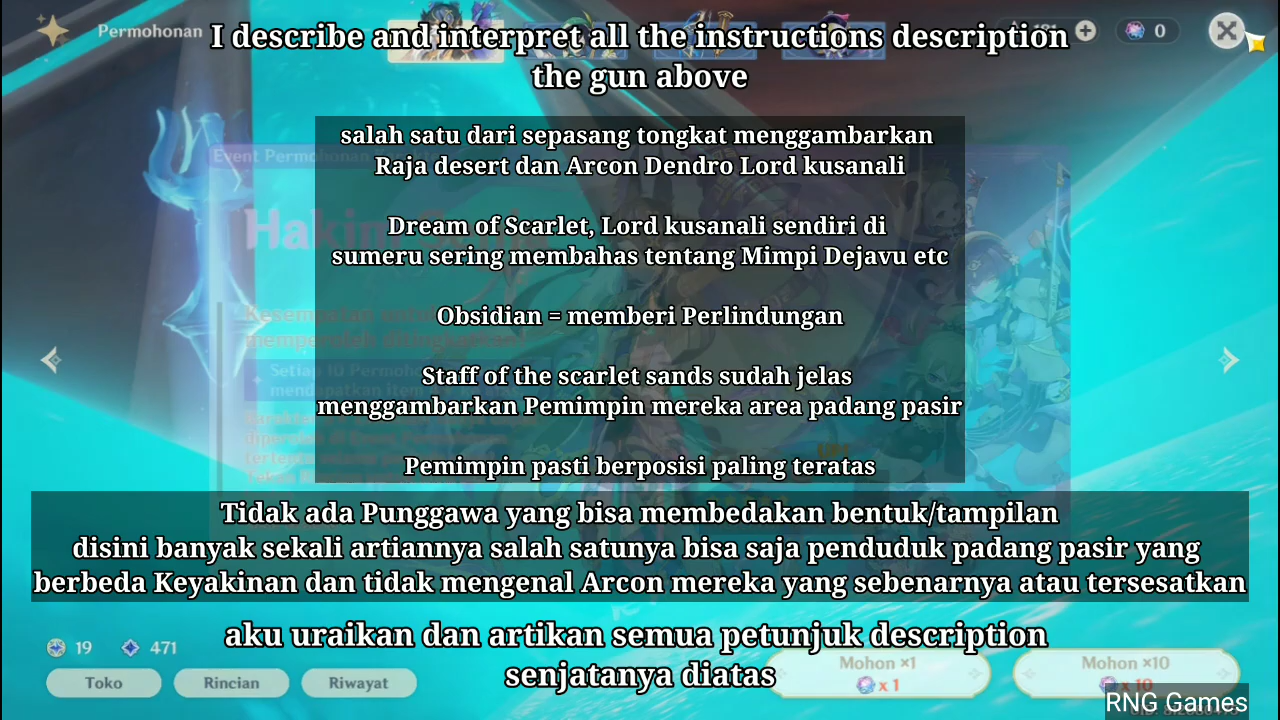 Permohonan
I describe and interpret all the instructions description
the gun above
0
salah satu dari sepasang tongkat menggambarkan
Raja desert dan Arcon Dendro Lord kusanali
Event Permohonan
Dream of Scarlet, Lord kusanali sendiri di
sumeru sering membahas tentang Mimpi Dejavu etc
Obsidian = memberi Perlindungan
Staff of the scarlet sands sudah jelas
menggambarkan Pemimpin mereka area padang pasir
Pemimpin pasti berposisi paling teratas
Tidak ada Punggawa yang bisa membedakan bentuk/tampilan
disini banyak sekali artiannya salah satunya bisa saja penduduk padang pasir yang
berbeda Keyakinan dan tidak mengenal Arcon mereka yang sebenarnya atau tersesatkan
aku uraikan dan artikan semua petunjuk description
senjatanya diatas
19 471
Toko Rincian Riwayat
Mohon ×1
x 1
Mohon ×10
x 10
RNG Games